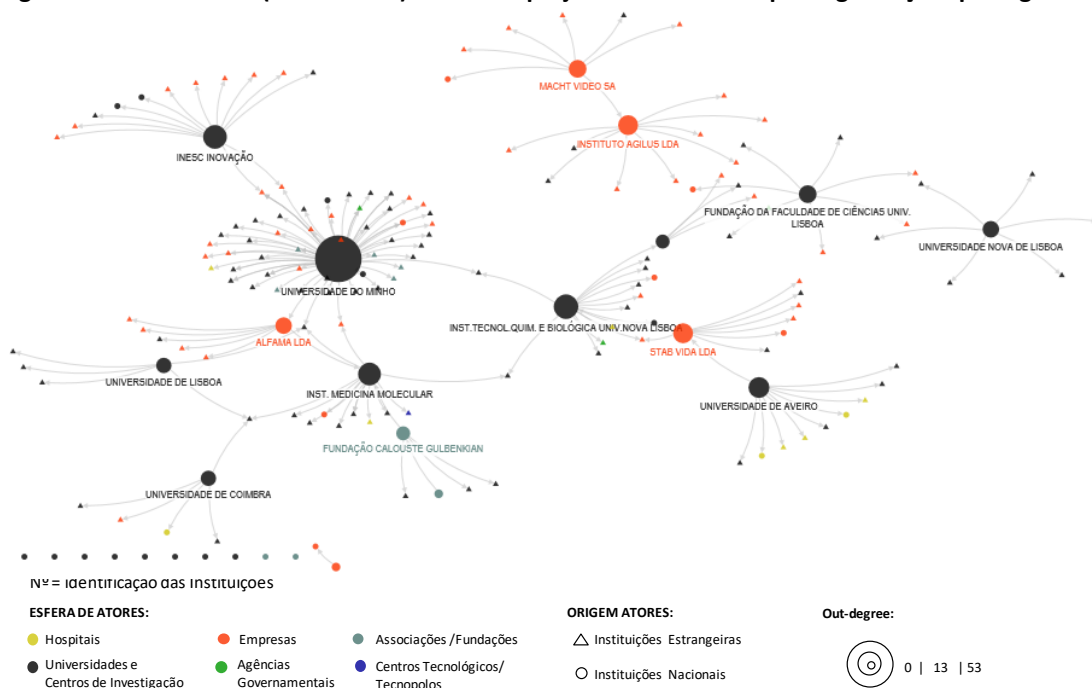 MACHT VIDEO SA
INSTITUTO AGILUS LDA
INESC INOVAÇÃO
FUNDAÇÃO DA FACULDADE DE CIÊNCIAS UNIV.
LISBOA
UNIVERSIDADE NOVA DE LISBOA
UNIVERSIDADE DO MINHO
INST.TECNOL.QUIM. E BIOLÓGICA UNIV.NOVA LISBOA
ALFAMA LDA
STAB VIDA LDA
UNIVERSIDADE DE LISBOA
INST. MEDICINA MOLECULAR
UNIVERSIDADE DE AVEIRO
FUNDAÇÃO CALOUSTE GULBENKIAN
UNIVERSIDADE DE COIMBRA
Nº = Identificação das Instituições
ESFERA DE ATORES:
ORIGEM ATORES:
Out-degree:
Hospitais
Empresas
Associações /Fundações
Instituições Estrangeiras
Universidades e
Centros de Investigação
Agências
Governamentais
Centros Tecnológicos/
Tecnopolos
Instituições Nacionais
0 | 13 | 53